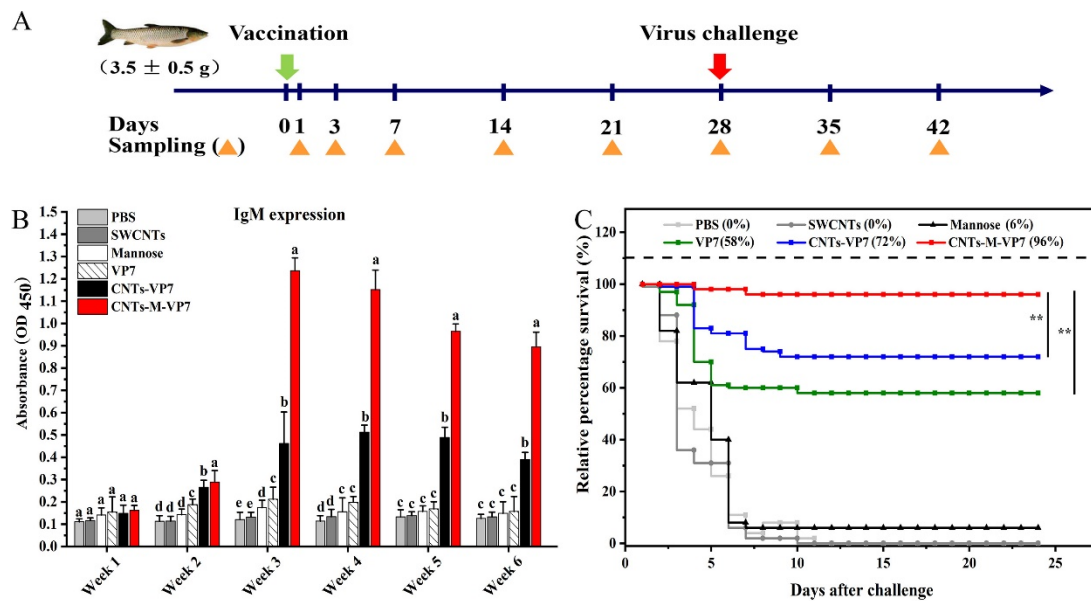 A
Vaccination
Virus challenge
(3.5 ± 0.5 g)
Days 0 1 3 7 14 21 28 35 42
Sampling ( )
B
IgM expression
PBS
SWCNTs
Mannose
VP7
CNTs-VP7
CNTs-M-VP7
Absorbance (OD 450)
1.5
1.4
1.3
1.2
1.1
1.0
0.9
0.8
0.7
0.6
0.5
0.4
0.3
0.2
0.1
0.0
a a a a a a
d d d c b a
e e d c b a
d d c c b a
c c c c b a
c c c c b a
Week 1 Week 2 Week 3 Week 4 Week 5 Week 6
C
PBS (0%) SWCNTs (0%) Mannose (6%)
VP7(58%) CNTs-VP7 (72%) CNTs-M-VP7 (96%)
Relative percentage survival (%)
120
100
80
60
40
20
0
** **
0 5 10 15 20 25
Days after challenge